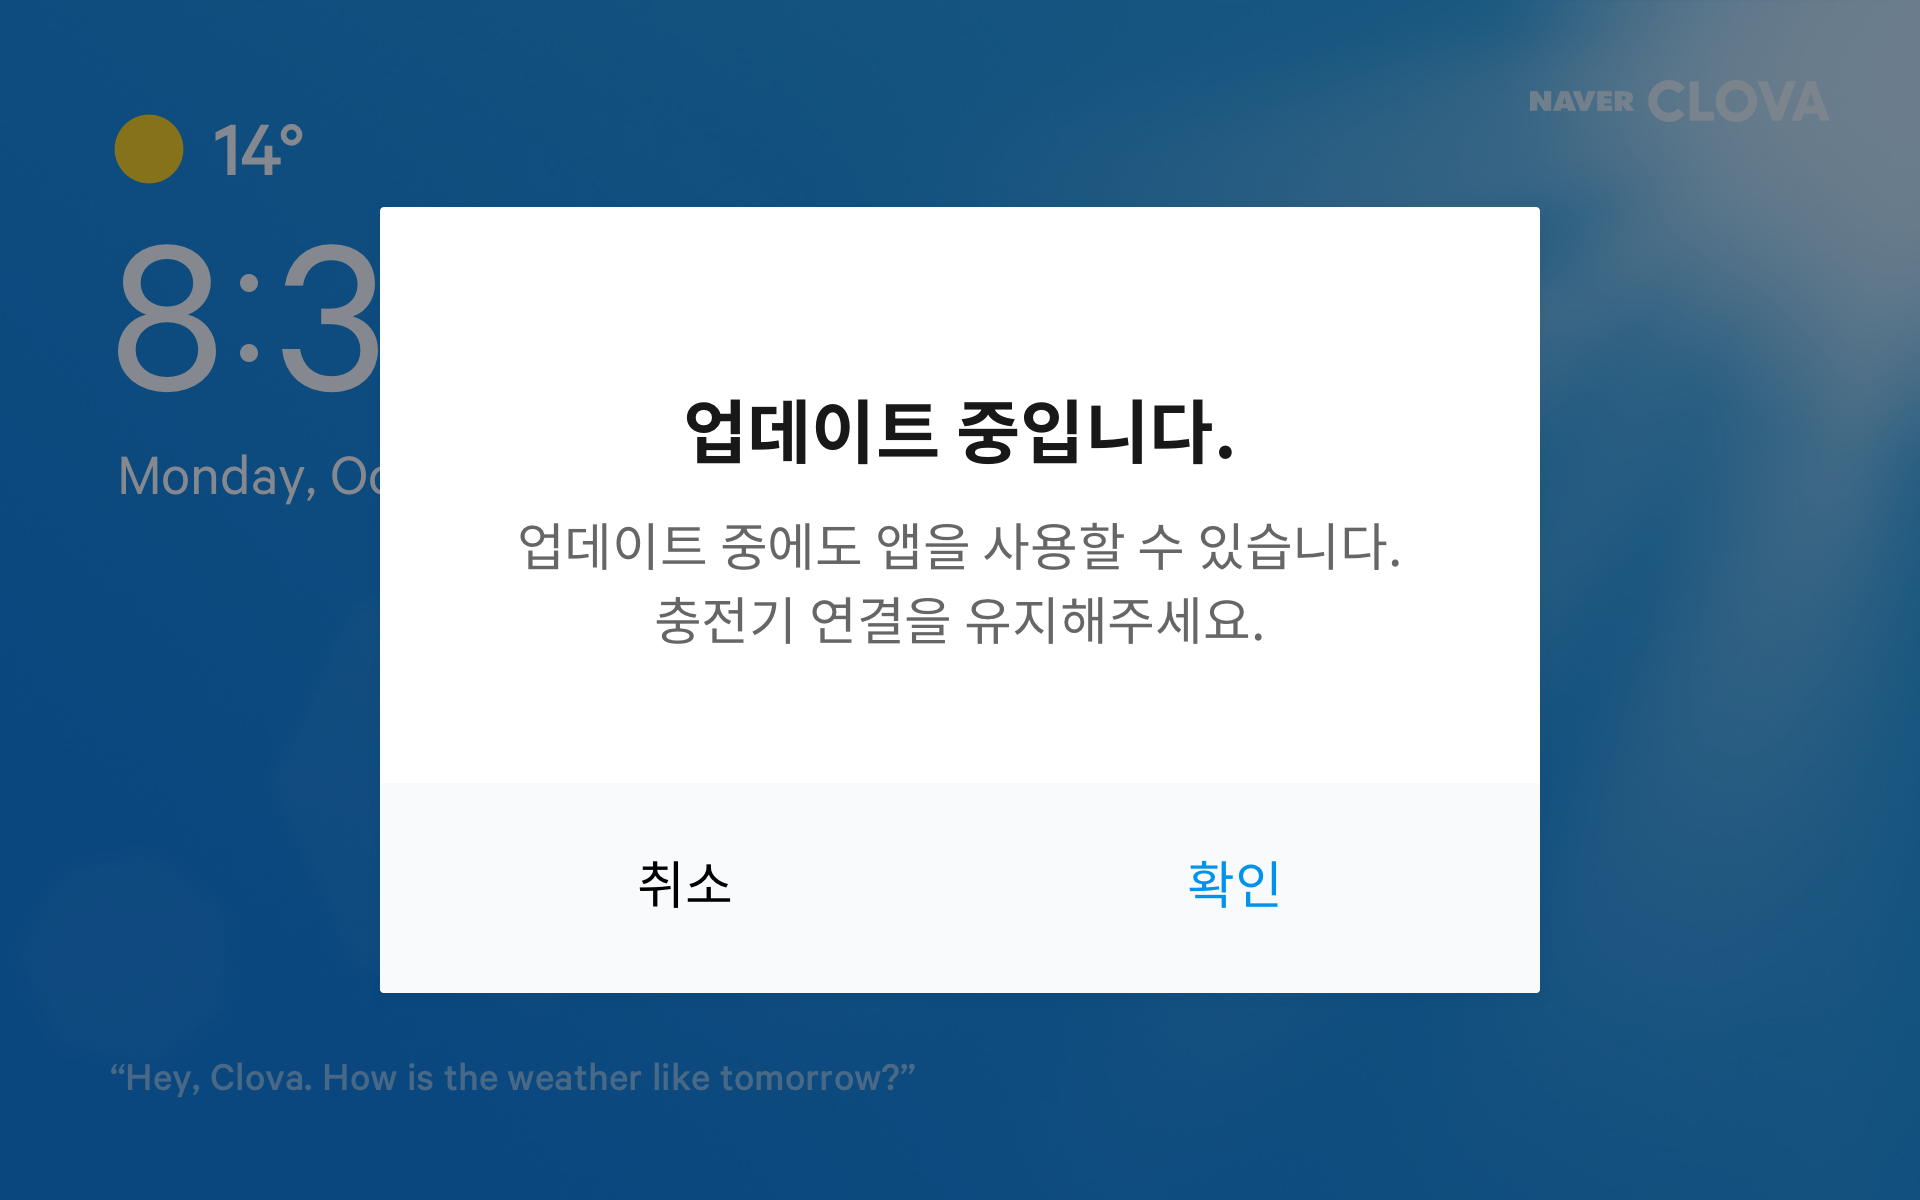 NAVER CLOVA
14°
8:3
Monday, Oc
업데이트 중입니다.
업데이트 중에도 앱을 사용할 수 있습니다.
충전기 연결을 유지해주세요.
취소
확인
“Hey, Clova. How is the weather like tomorrow?”